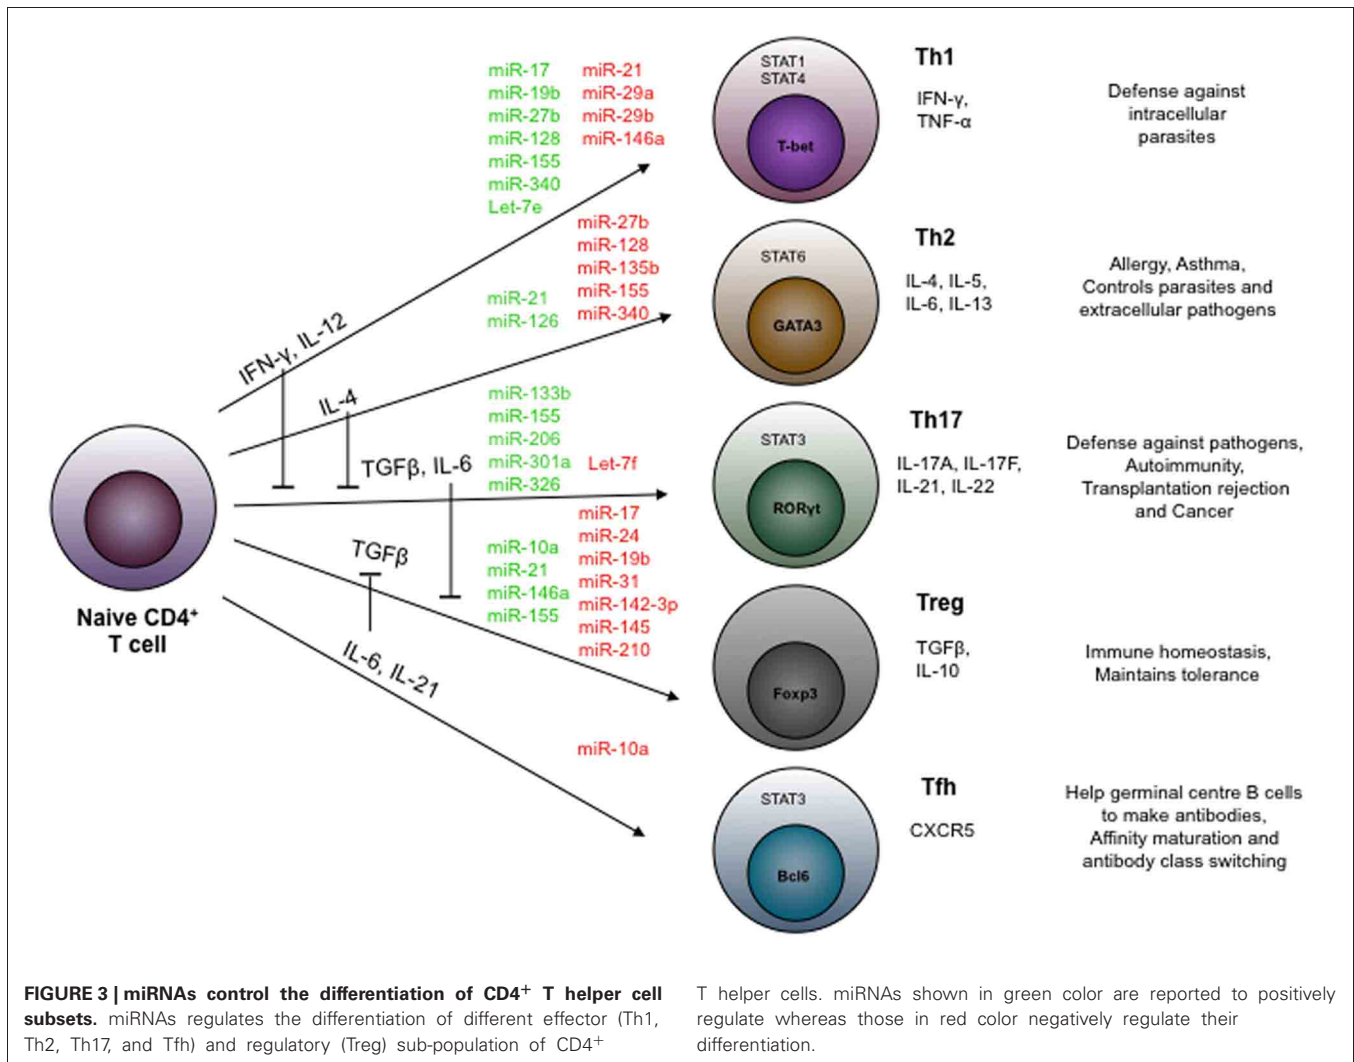 miR-17
miR-19b
miR-27b
miR-128
miR-155
miR-340
Let-7e
miR-21
miR-29a
miR-29b
miR-146a
STAT1
STAT4
T-bet
Th1
IFN-γ,
TNF-α
Defense against
intracellular
parasites
IFN-γ, IL-12
miR-21
miR-126
miR-27b
miR-128
miR-135b
miR-155
miR-340
STAT6
GATA3
Th2
IL-4, IL-5,
IL-6, IL-13
Allergy, Asthma,
Controls parasites and
extracellular pathogens
IL-4
TGFβ, IL-6
miR-133b
miR-155
miR-206
miR-301a
miR-326
Let-7f
STAT3
RORγt
Th17
IL-17A, IL-17F,
IL-21, IL-22
Defense against pathogens,
Autoimmunity,
Transplantation rejection
and Cancer
Naive CD4+
T cell
TGFβ
miR-10a
miR-21
miR-146a
miR-155
miR-17
miR-24
miR-19b
miR-31
miR-142-3p
miR-145
miR-210
Foxp3
Treg
TGFβ,
IL-10
Immune homeostasis,
Maintains tolerance
IL-6, IL-21
miR-10a
STAT3
Bcl6
Tfh
CXCR5
Help germinal centre B cells
to make antibodies,
Affinity maturation and
antibody class switching
FIGURE 3 | miRNAs control the differentiation of CD4+ T helper cell
subsets. miRNAs regulates the differentiation of different effector (Th1,
Th2, Th17, and Tfh) and regulatory (Treg) sub-population of CD4+
T helper cells. miRNAs shown in green color are reported to positively
regulate whereas those in red color negatively regulate their
differentiation.